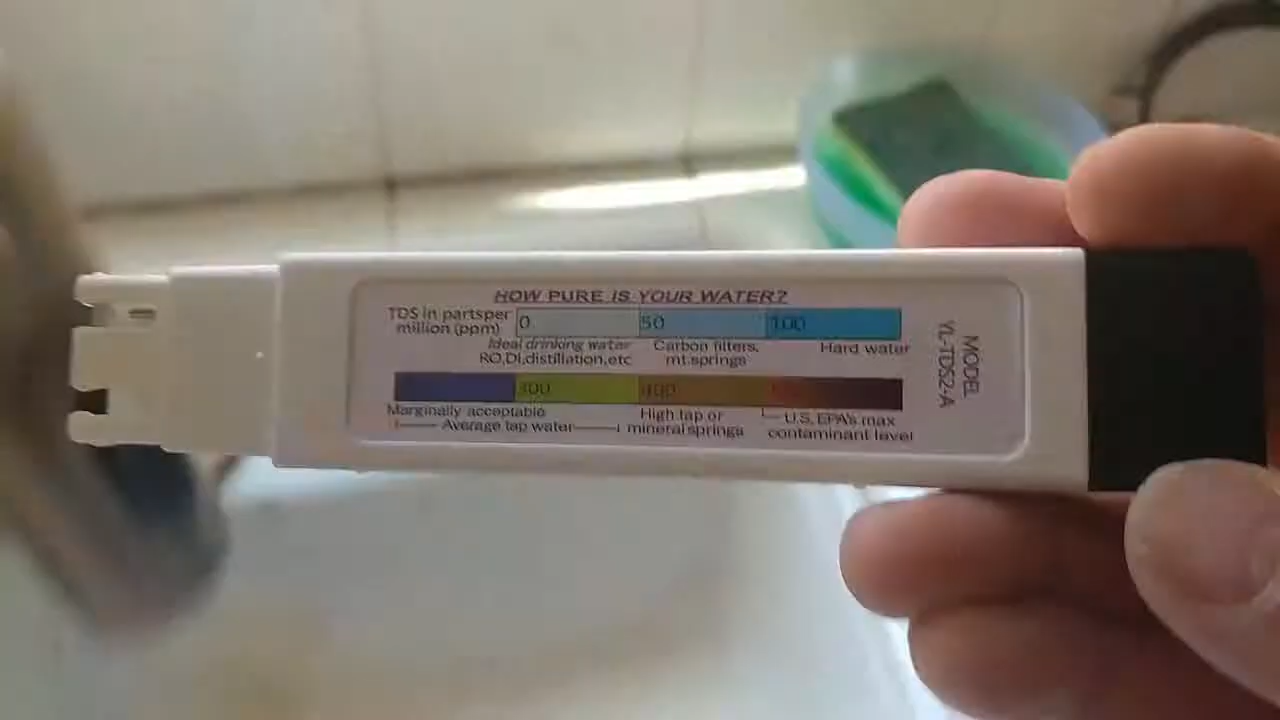 HOW PURE IS YOUR WATER?
TDS in partsper
million (ppm)
0 50 100
Ideal drinking water
RO,DI,distillation,etc
Carbon filters,
mt.springs
Hard water
300 400
Marginally acceptable
Average tap water
High tap or
mineral springs
U.S, EPA's max
contaminant level
MODEL
YL-TDS2-A